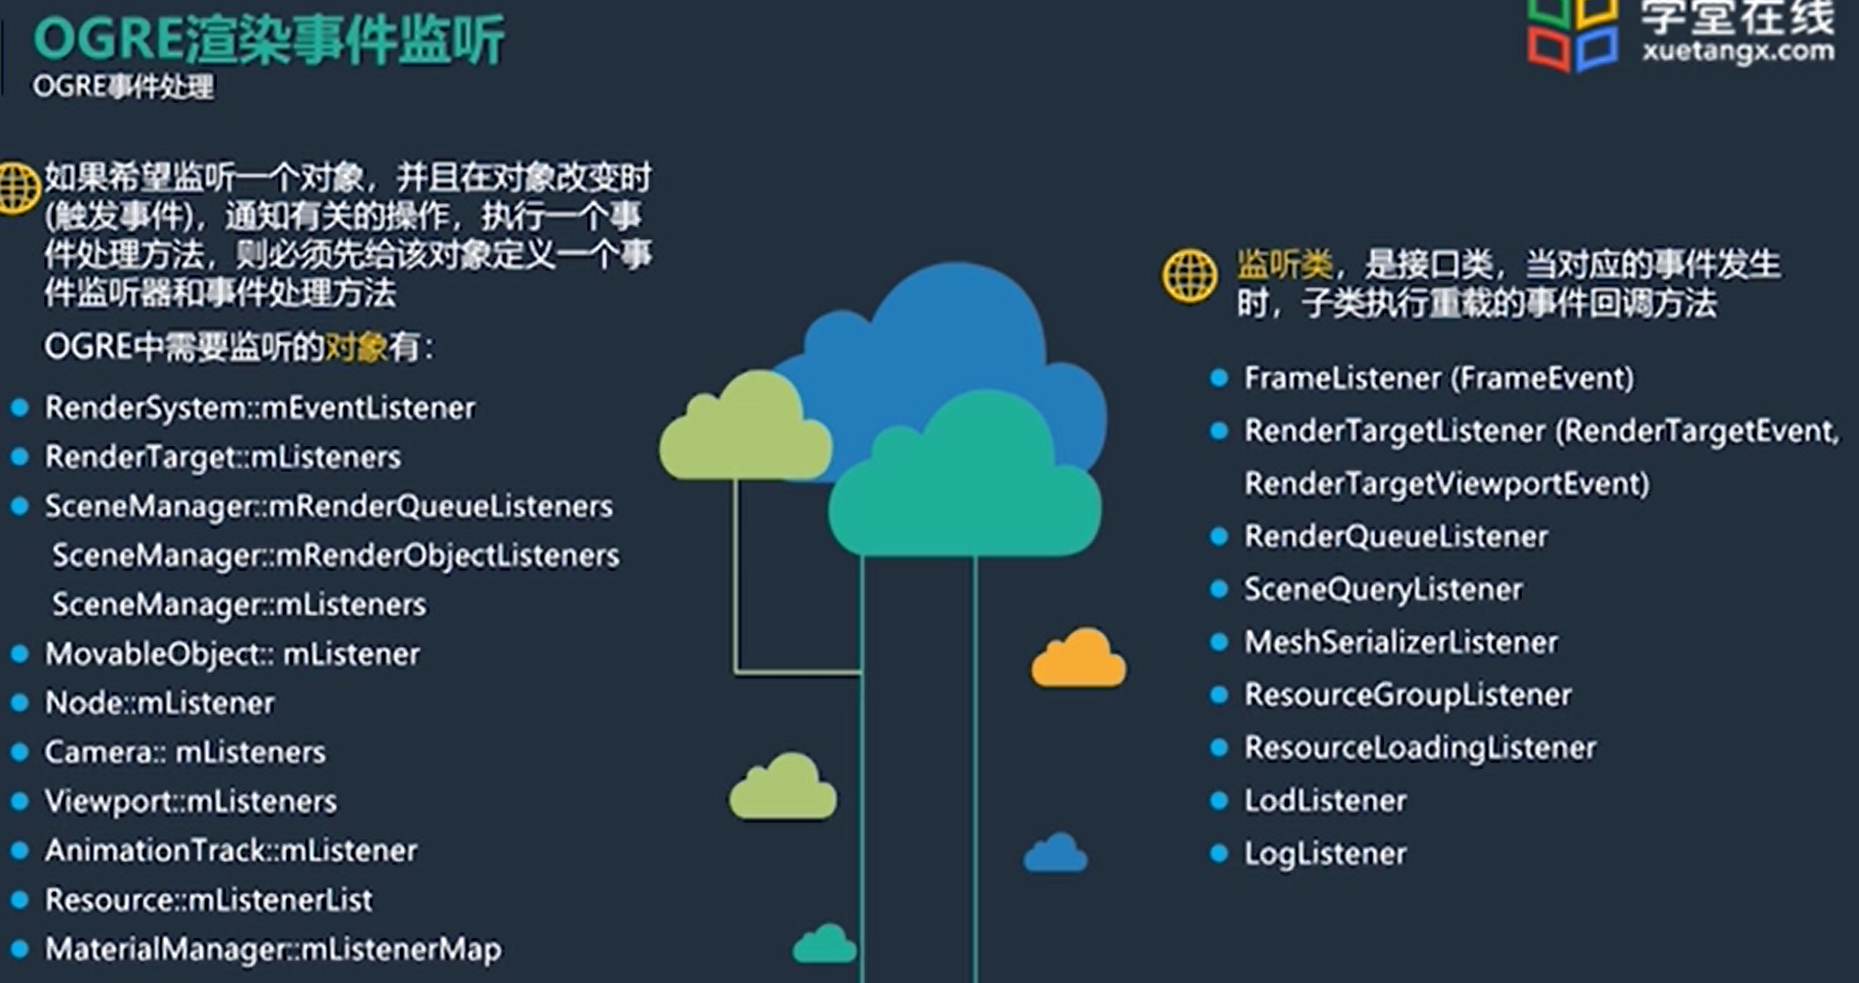 OGRE渲染事件监听
OGRE事件处理
学堂在线
xuetangx.com
如果希望监听一个对象，并且在对象改变时
(触发事件)，通知有关的操作，执行一个事
件处理方法，则必须先给该对象定义一个事
件监听器和事件处理方法
OGRE中需要监听的对象有：
RenderSystem::mEventListener
RenderTarget::mListeners
SceneManager::mRenderQueueListeners
SceneManager::mRenderObjectListeners
SceneManager::mListeners
MovableObject:: mListener
Node::mListener
Camera:: mListeners
Viewport::mListeners
AnimationTrack::mListener
Resource::mListenerList
MaterialManager::mListenerMap
监听类，是接口类，当对应的事件发生
时，子类执行重载的事件回调方法
FrameListener (FrameEvent)
RenderTargetListener (RenderTargetEvent,
RenderTargetViewportEvent)
RenderQueueListener
SceneQueryListener
MeshSerializerListener
ResourceGroupListener
ResourceLoadingListener
LodListener
LogListener